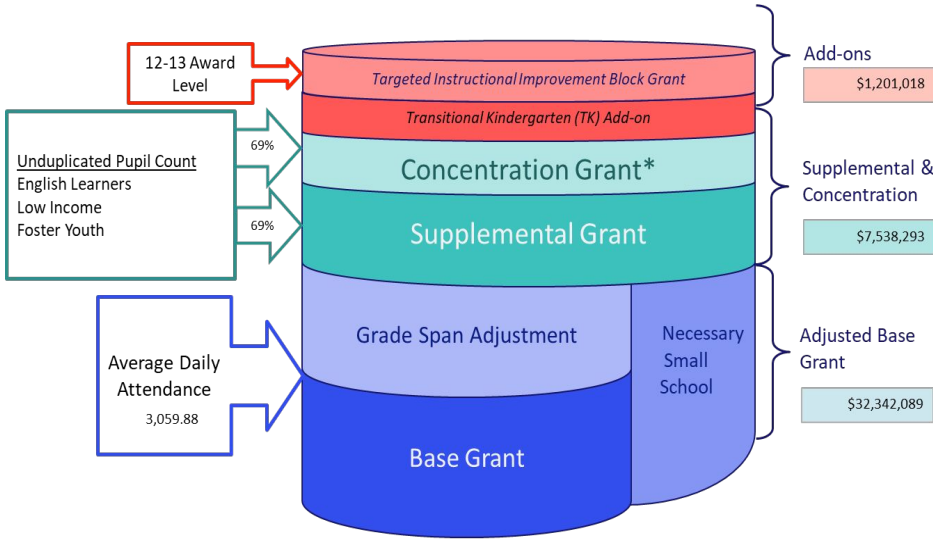 12-13 Award
Level
Unduplicated Pupil Count
English Learners
Low Income
Foster Youth
69%
69%
Average Daily
Attendance
3,059.88
Targeted Instructional Improvement Block Grant
Transitional Kindergarten (TK) Add-on
Concentration Grant*
Supplemental Grant
Grade Span Adjustment
Necessary
Small
School
Base Grant
Add-ons
$1,201,018
Supplemental &
Concentration
$7,538,293
Adjusted Base
Grant
$32,342,089